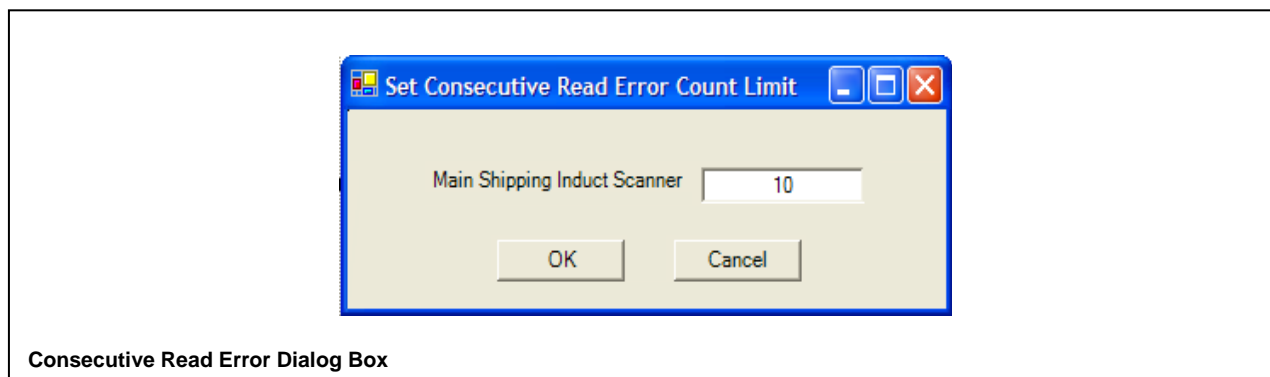 Set Consecutive Read Error Count Limit
Main Shipping Induct Scanner 10
OK Cancel
Consecutive Read Error Dialog Box